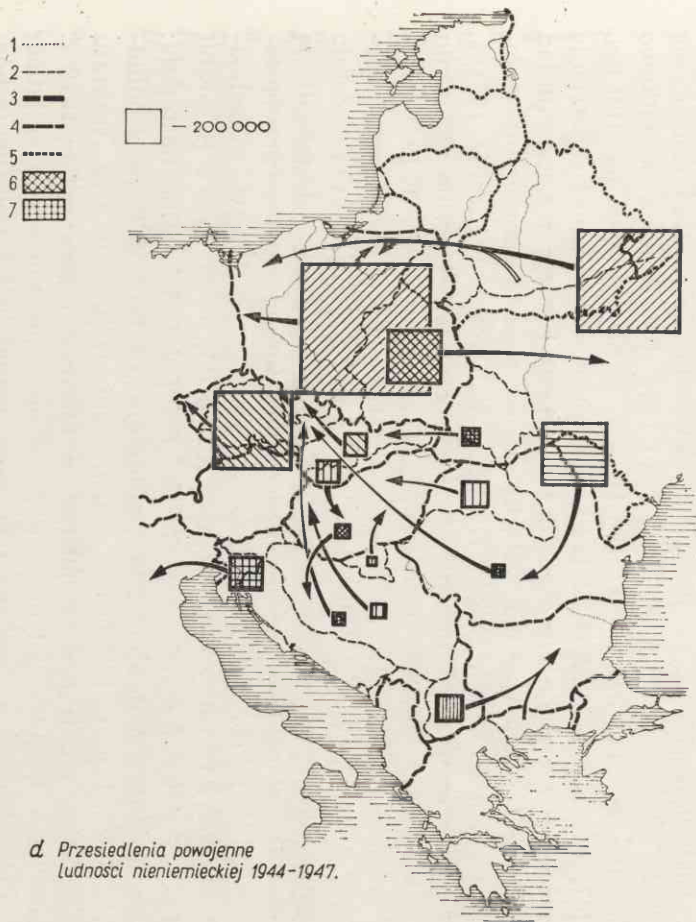 1
2
3
4
5
6
7
— 200 000
d Przesiedlenia powojenne
ludności nieniemieckiej 1944-1947.